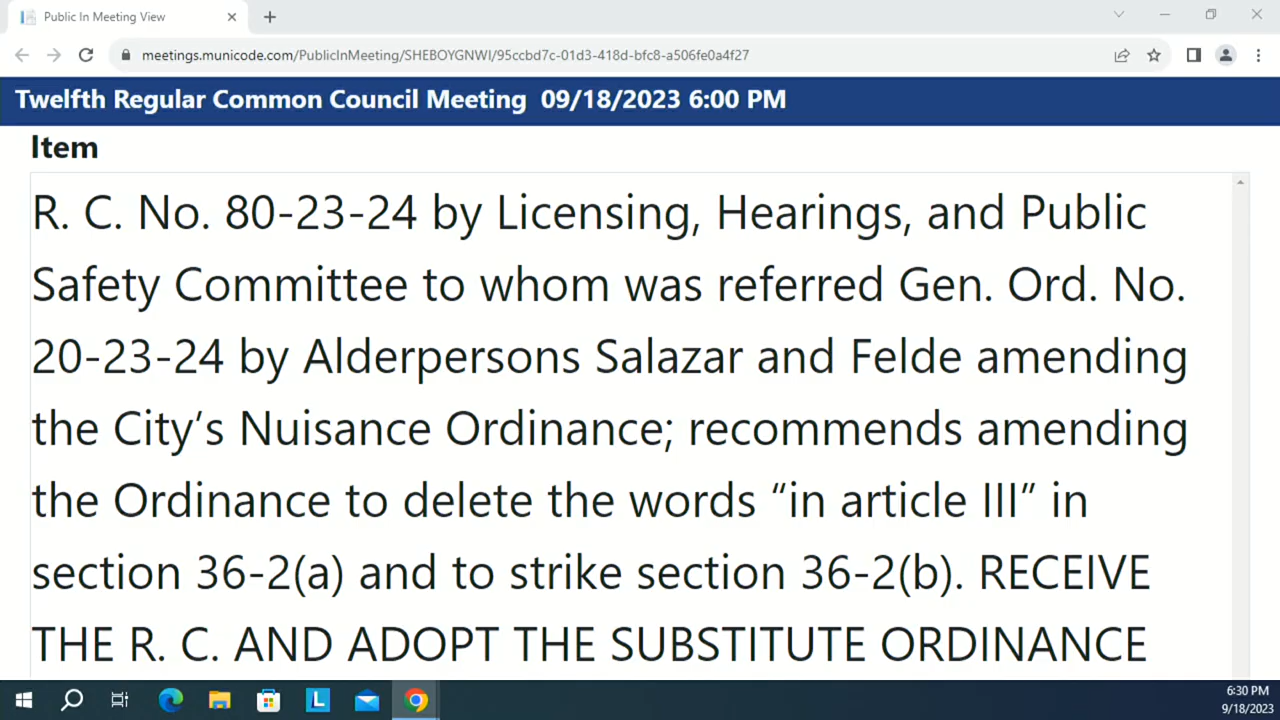 Public In Meeting View
meetings.municode.com/PublicInMeeting/SHEBOYGNWI/95ccbd7c-01d3-418d-bfc8-a506fe0a4f27
Twelfth Regular Common Council Meeting 09/18/2023 6:00 PM
Item
R. C. No. 80-23-24 by Licensing, Hearings, and Public
Safety Committee to whom was referred Gen. Ord. No.
20-23-24 by Alderpersons Salazar and Felde amending
the City’s Nuisance Ordinance; recommends amending
the Ordinance to delete the words “in article III” in
section 36-2(a) and to strike section 36-2(b). RECEIVE
THE R. C. AND ADOPT THE SUBSTITUTE ORDINANCE
L
6:30 PM
9/18/2023